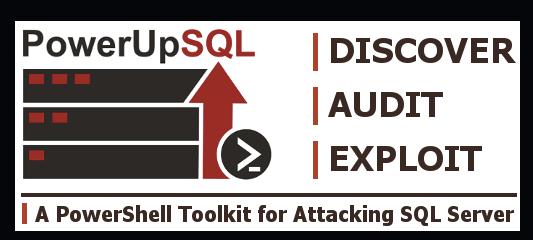 PowerUpSQL
DISCOVER
AUDIT
EXPLOIT
A PowerShell Toolkit for Attacking SQL Server